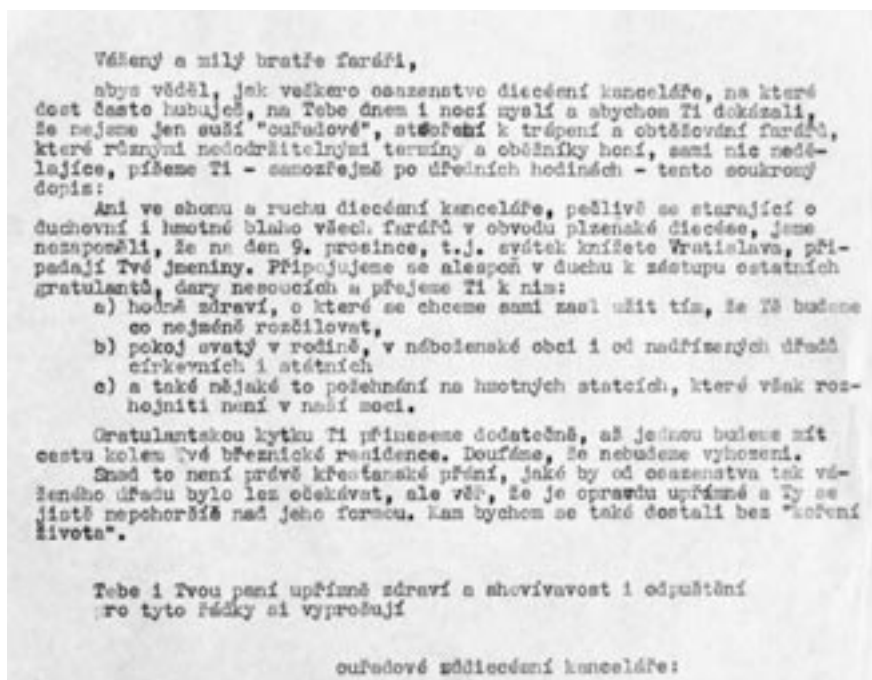 Vážený a milý bratře faráři,
abys věděl, jak veškero osazenstvo diecésní kanceláře, na které
dost často hubuješ, na Tebe dnem i nocí myslí a abychom Ti dokázali,
že nejsme jen suší "ouřadové", stvoření k trápení a obtěžování farářů,
které různými nedodržitelnými termíny a oběžníky honí, sami nic nedě-
lajíce, píšeme Ti - samozřejmě po úředních hodinách - tento soukromý
dopis:
Ani ve shonu a ruchu diecésní kanceláře, pečlivě se starající o
duchovní i hmotné blaho všech farářů v obvodu plzeňské diecése, jsme
nezapoměli, že na den 9. prosince, t.j. svátek knížete Vratislava, při-
padají Tvé jmeniny. Připojujeme se alespoň v duchu k zástupu ostatních
gratulantů, dary nesoucích a přejeme Ti k nim:
a) hodně zdraví, o které se chceme sami zasl užit tím, že Tě budeme
co nejméně rozčilovat,
b) pokoj svatý v rodině, v náboženské obci i od nadřízených úřadů
církevních i státních
c) a také nějaké to požehnání na hmotných statcích, které však roz-
hojniti není v naší moci.
Gratulantskou kytku Ti přineseme dodatečně, až jednou budeme mít
cestu kolem Tvé březnické residence. Doufáme, že nebudeme vyhozeni.
Snad to není právě křesťanské přání, jaké by od osazenstva tak vá-
ženého úřadu bylo lze očekávat, ale věř, že je opravdu upřímné a Ty se
jistě nepohoršíš nad jeho formou. Kam bychom se také dostali bez "koření
života".
Tebe i Tvou paní upřímně zdraví a shovívavost i odpuštění
pro tyto řádky si vyprošují
ouřadové diecésní kanceláře: